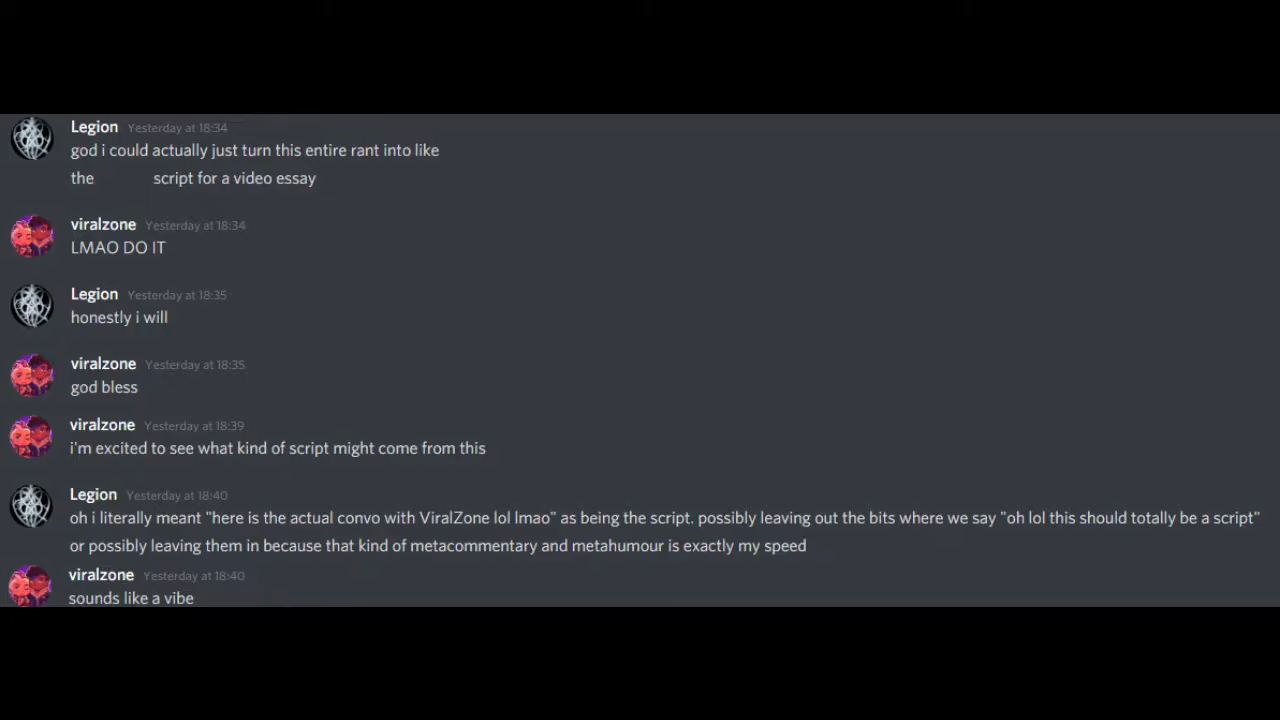 Legion Yesterday at 18:34
god i could actually just turn this entire rant into like
the script for a video essay
viralzone Yesterday at 18:34
LMAO DO IT
Legion Yesterday at 18:35
honestly i will
viralzone Yesterday at 18:35
god bless
viralzone Yesterday at 18:39
i'm excited to see what kind of script might come from this
Legion Yesterday at 18:40
oh i literally meant "here is the actual convo with ViralZone lol lmao" as being the script. possibly leaving out the bits where we say "oh lol this should totally be a script"
or possibly leaving them in because that kind of metacommentary and metahumour is exactly my speed
viralzone Yesterday at 18:40
sounds like a vibe